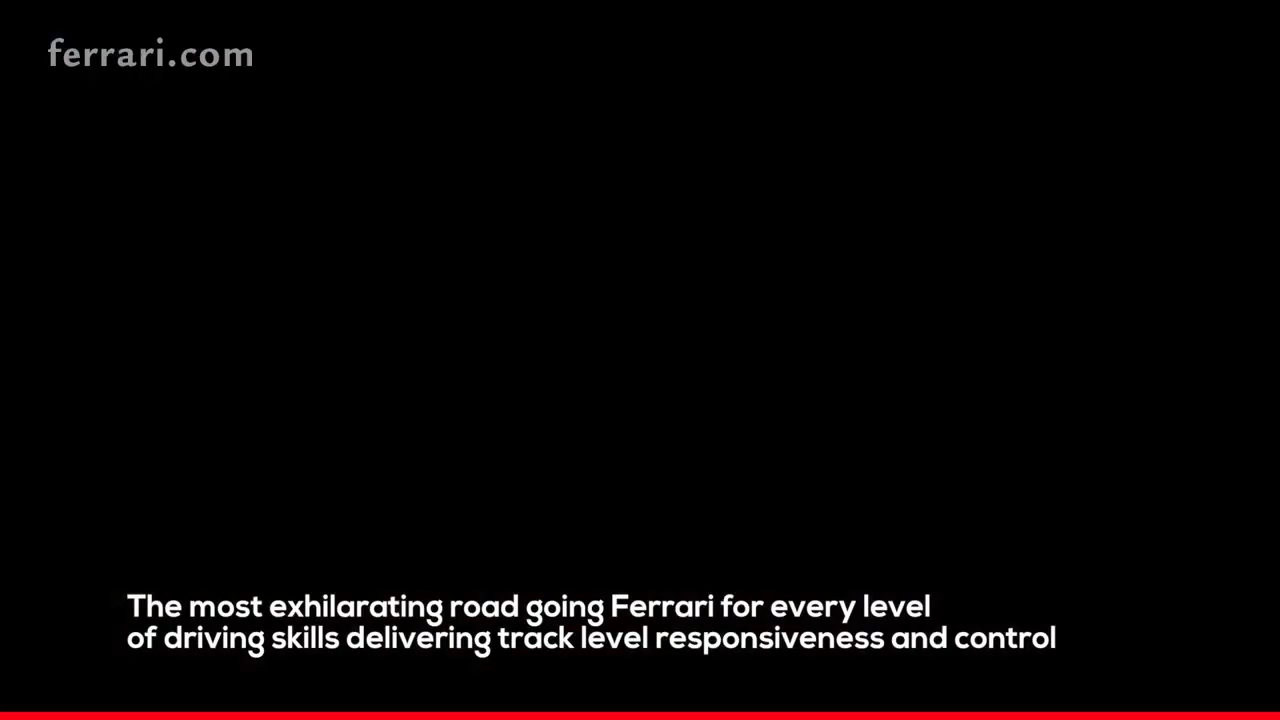 ferrari.com
The most exhilarating road going Ferrari for every level
of driving skills delivering track level responsiveness and control